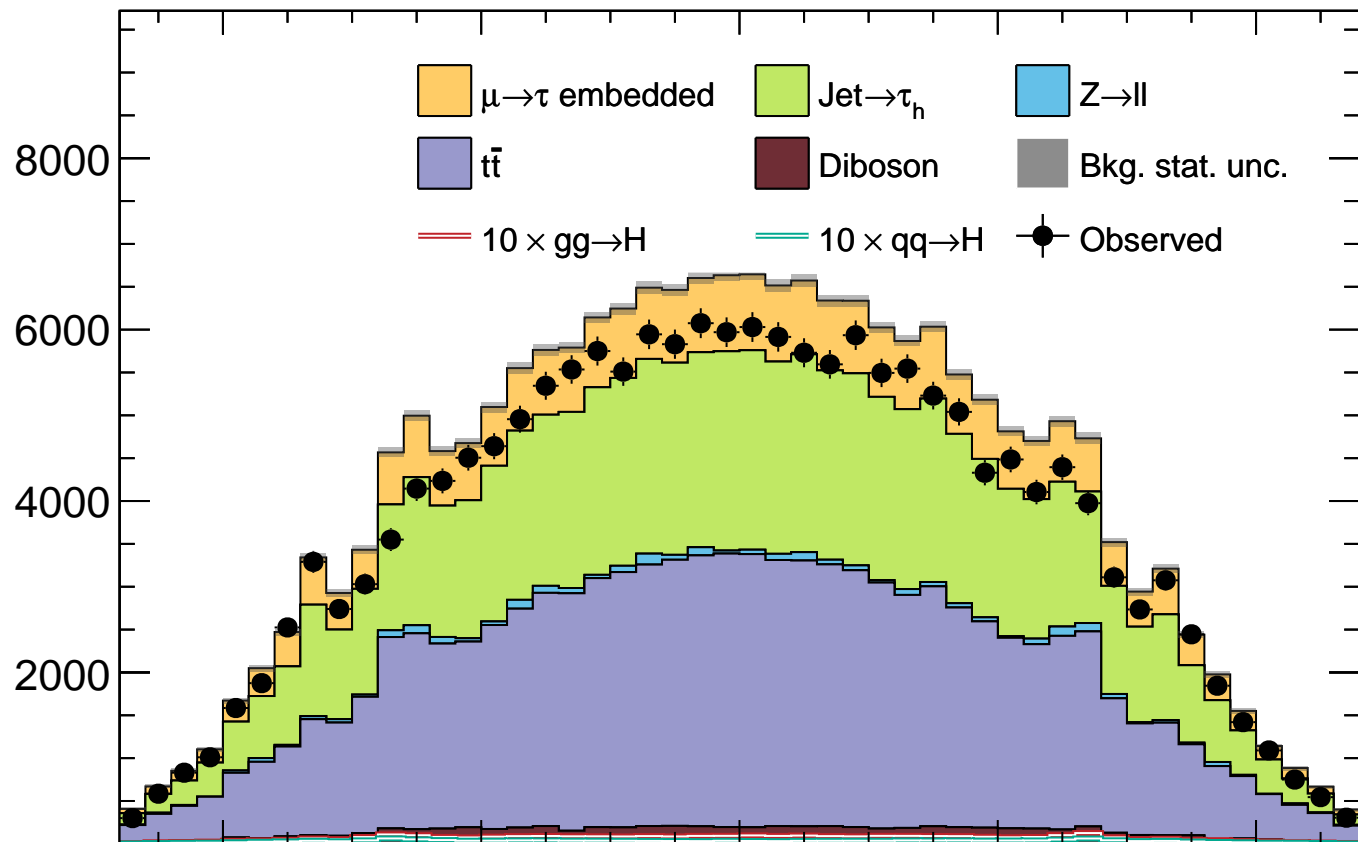 μ→τ embedded Jet→τh Z→ll
8000
tt̄ Diboson Bkg. stat. unc.
10 × gg→H 10 × qq→H Observed
6000
4000
2000